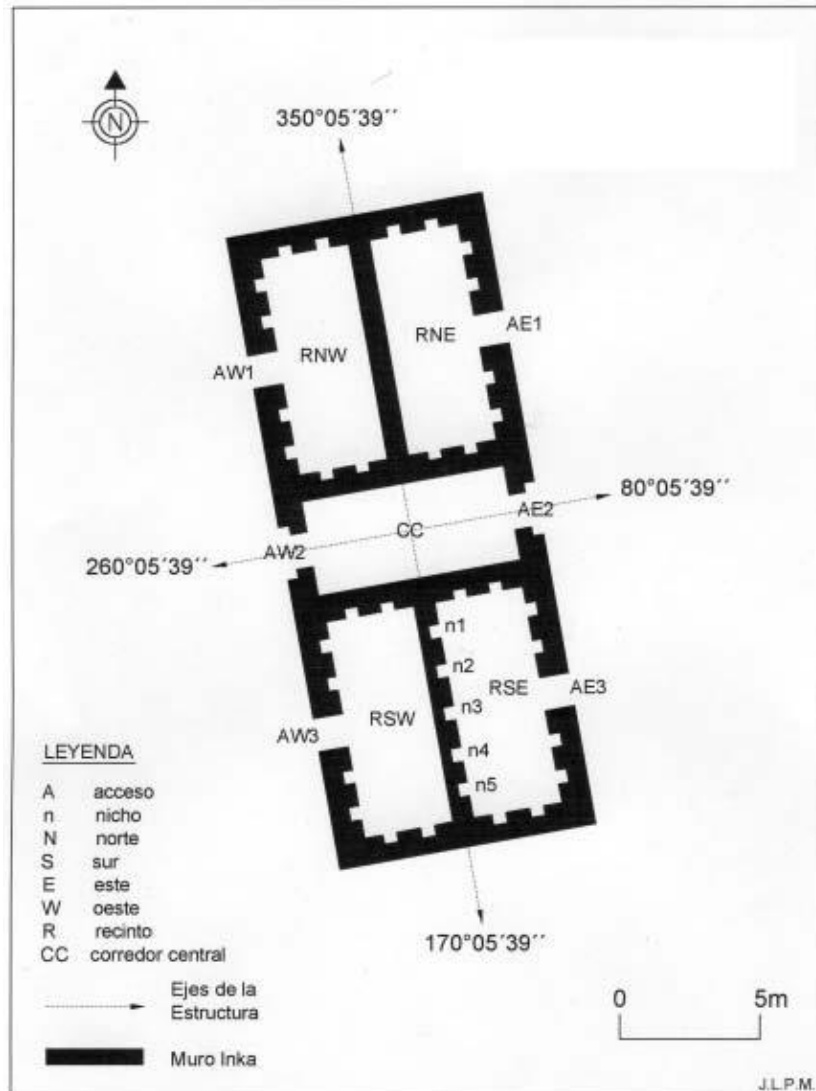 N
350°05´39´´
RNW
RNE
AE1
AW1
80°05´39´´
AE2
CC
AW2
260°05´39´´
n1
n2
RSE
n3
AE3
RSW
AW3
n4
n5
LEYENDA
A acceso
n nicho
N norte
S sur
E este
W oeste
R recinto
CC corredor central
Ejes de la
Estructura
Muro Inka
170°05´39´´
0 5m
J.L.P.M.